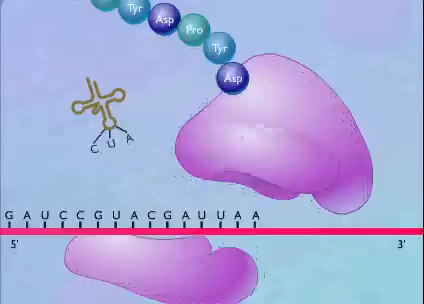 Tyr
Asp
Pro
Tyr
Asp
C U A
G A U C C G U A C G A U U A A
5' 3'